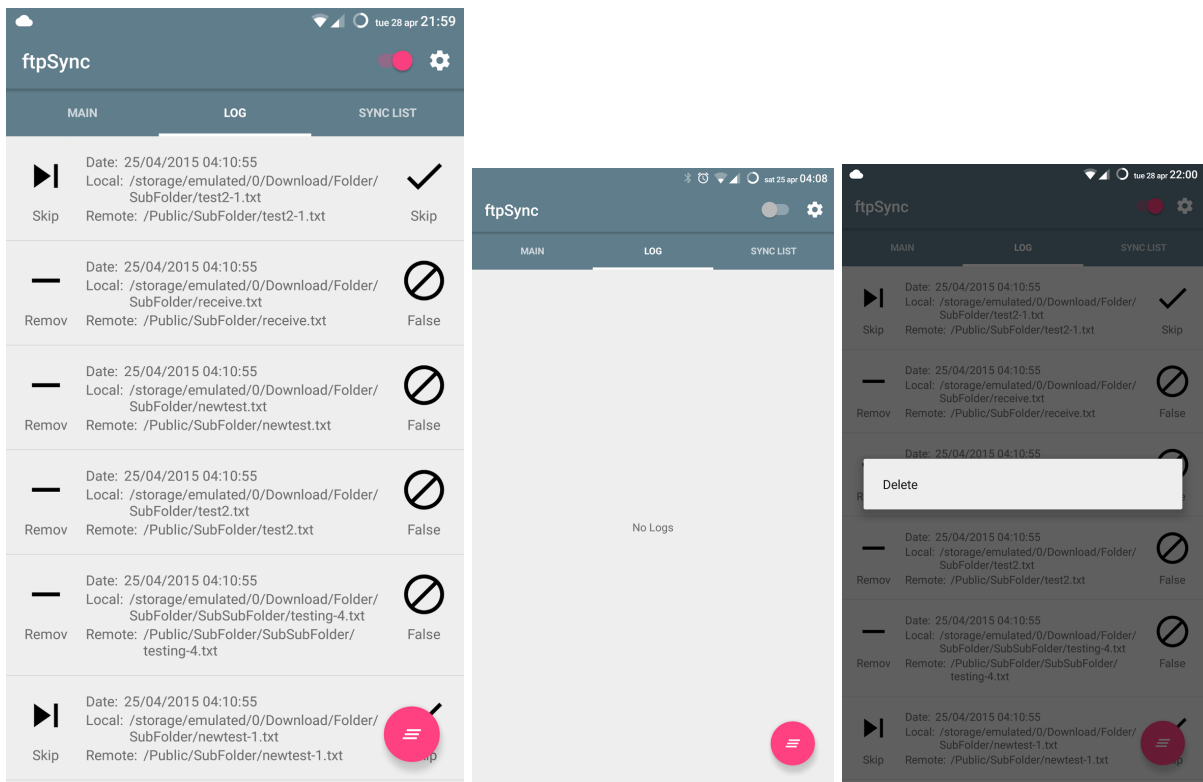 tue 28 apr 21:59
ftpSync
MAIN LOG SYNC LIST
Date: 25/04/2015 04:10:55
Local: /storage/emulated/0/Download/Folder/
SubFolder/test2-1.txt
Skip Remote: /Public/SubFolder/test2-1.txt Skip
Date: 25/04/2015 04:10:55
Local: /storage/emulated/0/Download/Folder/
SubFolder/receive.txt
Remov Remote: /Public/SubFolder/receive.txt False
Date: 25/04/2015 04:10:55
Local: /storage/emulated/0/Download/Folder/
SubFolder/newtest.txt
Remov Remote: /Public/SubFolder/newtest.txt False
Date: 25/04/2015 04:10:55
Local: /storage/emulated/0/Download/Folder/
SubFolder/test2.txt
Remov Remote: /Public/SubFolder/test2.txt False
Date: 25/04/2015 04:10:55
Local: /storage/emulated/0/Download/Folder/
SubFolder/SubSubFolder/testing-4.txt
Remov Remote: /Public/SubFolder/SubSubFolder/ False
testing-4.txt
Date: 25/04/2015 04:10:55
Local: /storage/emulated/0/Download/Folder/
SubFolder/newtest-1.txt
Skip Remote: /Public/SubFolder/newtest-1.txt
sat 25 apr 04:08
ftpSync
MAIN LOG SYNC LIST
No Logs
tue 28 apr 22:00
ftpSync
MAIN LOG SYNC LIST
Date: 25/04/2015 04:10:55
Local: /storage/emulated/0/Download/Folder/
SubFolder/test2-1.txt
Skip Remote: /Public/SubFolder/test2-1.txt Skip
Date: 25/04/2015 04:10:55
Local: /storage/emulated/0/Download/Folder/
SubFolder/receive.txt
Remov Remote: /Public/SubFolder/receive.txt False
Date: 25/04/2015 04:10:55
Delete
Date: 25/04/2015 04:10:55
Local: /storage/emulated/0/Download/Folder/
SubFolder/test2.txt
Remov Remote: /Public/SubFolder/test2.txt False
Date: 25/04/2015 04:10:55
Local: /storage/emulated/0/Download/Folder/
SubFolder/SubSubFolder/testing-4.txt
Remov Remote: /Public/SubFolder/SubSubFolder/ False
testing-4.txt
Date: 25/04/2015 04:10:55
Local: /storage/emulated/0/Download/Folder/
SubFolder/newtest-1.txt
Skip Remote: /Public/SubFolder/newtest-1.txt